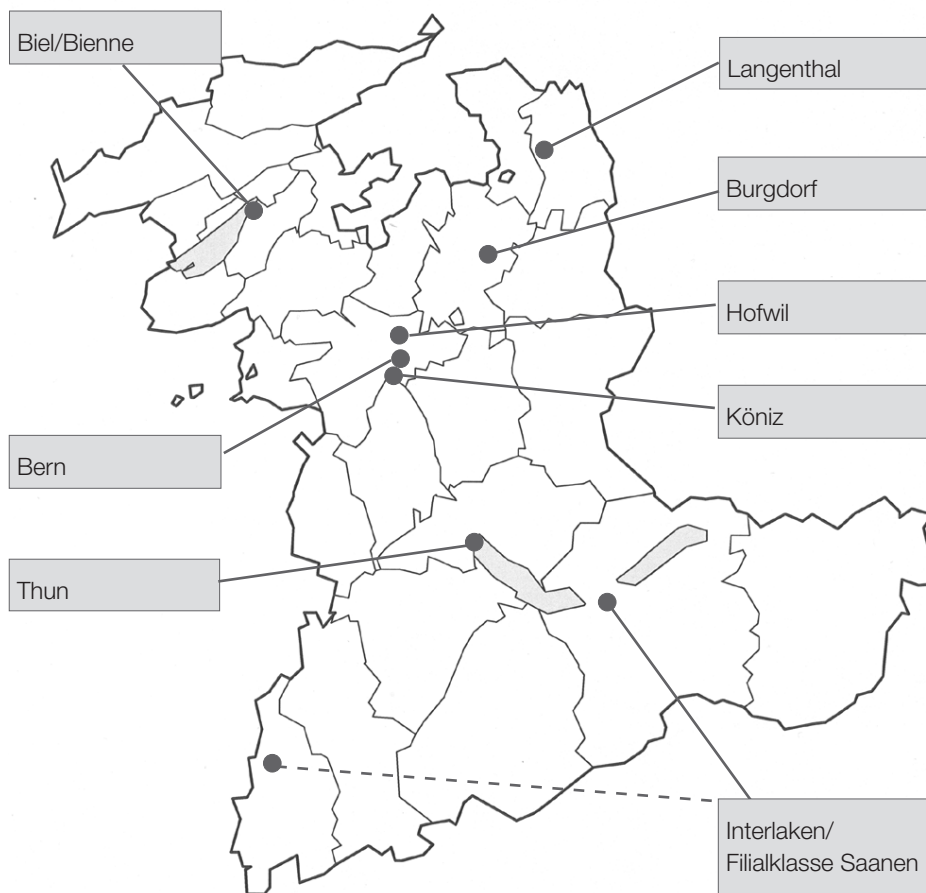 Biel/Bienne
Langenthal
Burgdorf
Hofwil
Köniz
Bern
Thun
Interlaken/
Filialklasse Saanen